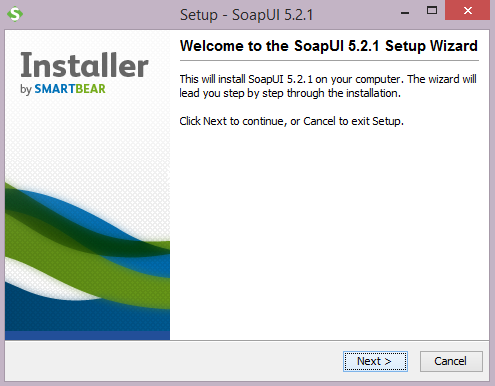 Setup - SoapUI 5.2.1
Installer
by SMARTBEAR
Welcome to the SoapUI 5.2.1 Setup Wizard
This will install SoapUI 5.2.1 on your computer. The wizard will
lead you step by step through the installation.
Click Next to continue, or Cancel to exit Setup.
Next >
Cancel